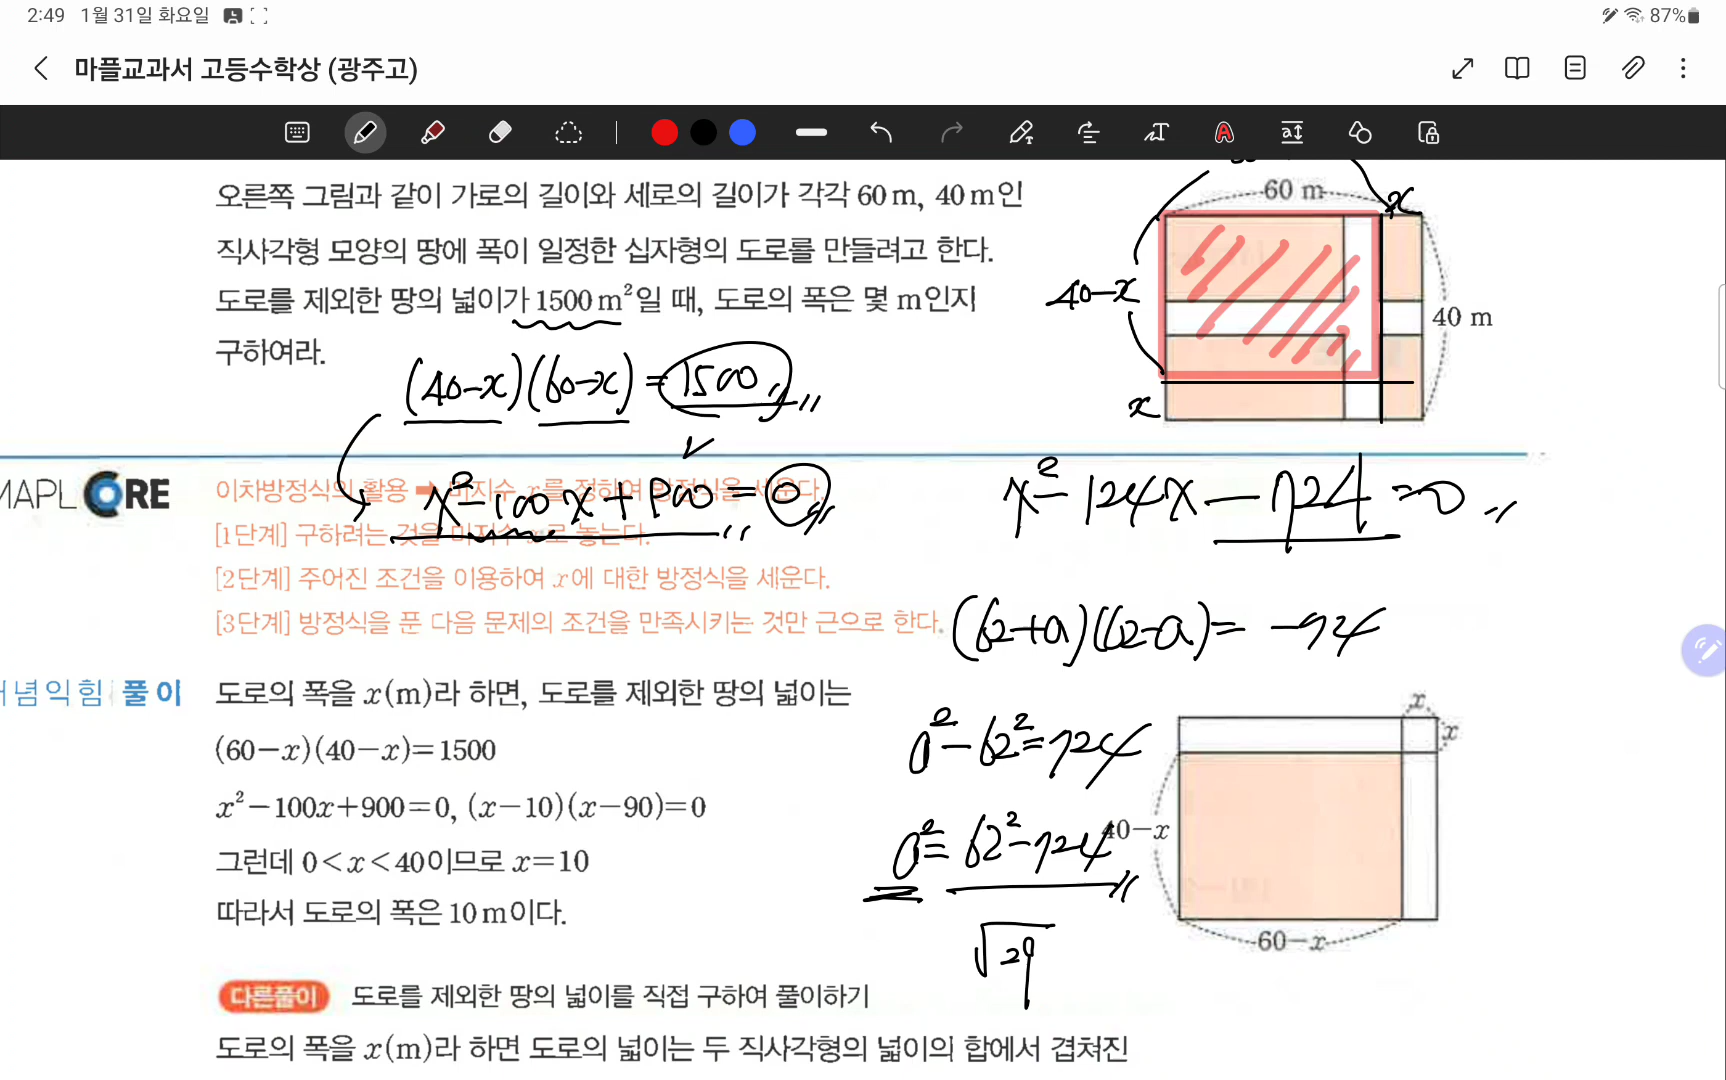 2:49 1월 31일 화요일
87%
마플교과서 고등수학상 (광주고)
오른쪽 그림과 같이 가로의 길이와 세로의 길이가 각각 60 m, 40 m인
직사각형 모양의 땅에 폭이 일정한 십자형의 도로를 만들려고 한다.
도로를 제외한 땅의 넓이가 1500 m²일 때, 도로의 폭은 몇 m인지
구하여라.
60 m
x
40-x
40 m
x
(40-x)(60-x)=1500
MAPL CORE
이차방정식의 활용 ➡ 미지수 x를 정하여 방정식을 세운다.
x²-100x+900=0
x²-124x-724=0
[1단계] 구하려는 것을 미지수 x로 놓는다.
[2단계] 주어진 조건을 이용하여 x에 대한 방정식을 세운다.
[3단계] 방정식을 푼 다음 문제의 조건을 만족시키는 것만 근으로 한다.
(62+a)(62-a)= -724
개념익힘 풀이
도로의 폭을 x(m)라 하면, 도로를 제외한 땅의 넓이는
(60-x)(40-x)=1500
x²-100x+900=0, (x-10)(x-90)=0
그런데 0<x<40이므로 x=10
따라서 도로의 폭은 10 m이다.
a²-62²=724
a²=62²-724
√29
x
x
40-x
60-x
다른풀이 도로를 제외한 땅의 넓이를 직접 구하여 풀이하기
도로의 폭을 x(m)라 하면 도로의 넓이는 두 직사각형의 넓이의 합에서 겹쳐진